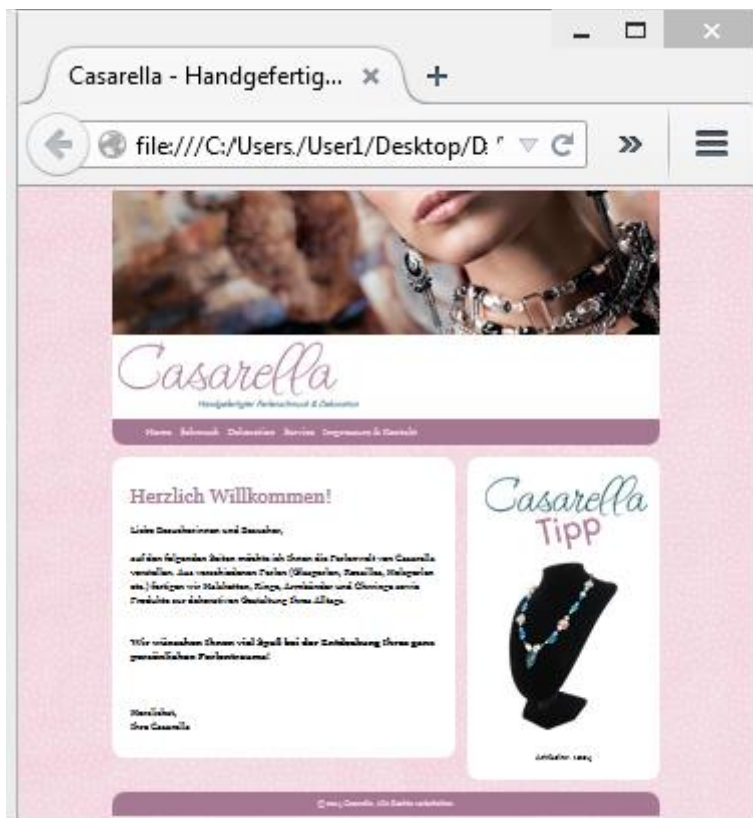 Casarella - Handgefertig...
file:///C:/Users./User1/Desktop/D
Casarella
Handgefertigter Perlenschmuck & Dekoration
Home Schmuck Dekoration Service Impressum & Kontakt
Herzlich Willkommen!
Liebe Besucherinnen und Besucher,
auf den folgenden Seiten möchte ich Ihnen die Perlenwelt von Casarella
vorstellen. Aus verschiedenen Perlen (Glasperlen, Rocailles, Holzperlen
etc.) fertigen wir Halsketten, Ringe, Armbänder und Ohrringe sowie
Produkte zur dekorativen Gestaltung Ihres Alltags.
Wir wünschen Ihnen viel Spaß bei der Entdeckung Ihres ganz
persönlichen Perlentraums!
Herzlichst,
Ihre Casarella
Casarella
Tipp
Artikelnr.
Casarella, Alle Rechte vorbehalten